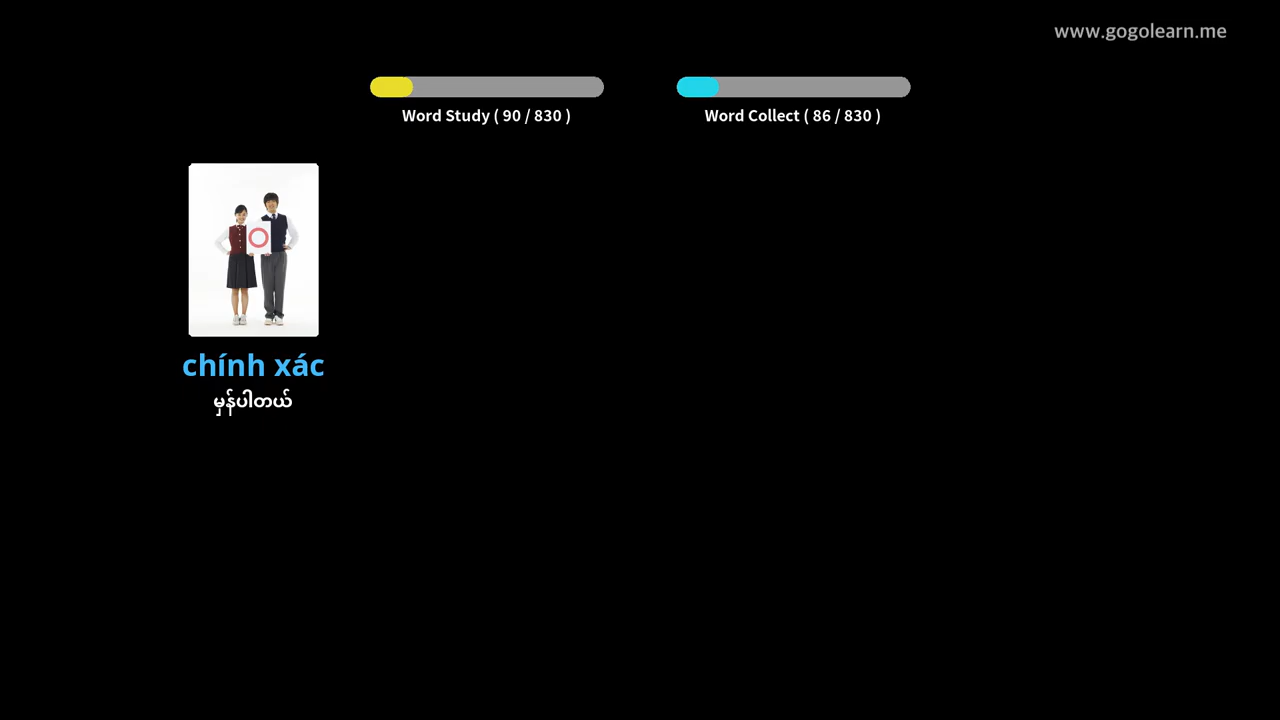 www.gogolearn.me
Word Study ( 90 / 830 )
Word Collect ( 86 / 830 )
chính xác
မှန်ပါတယ်